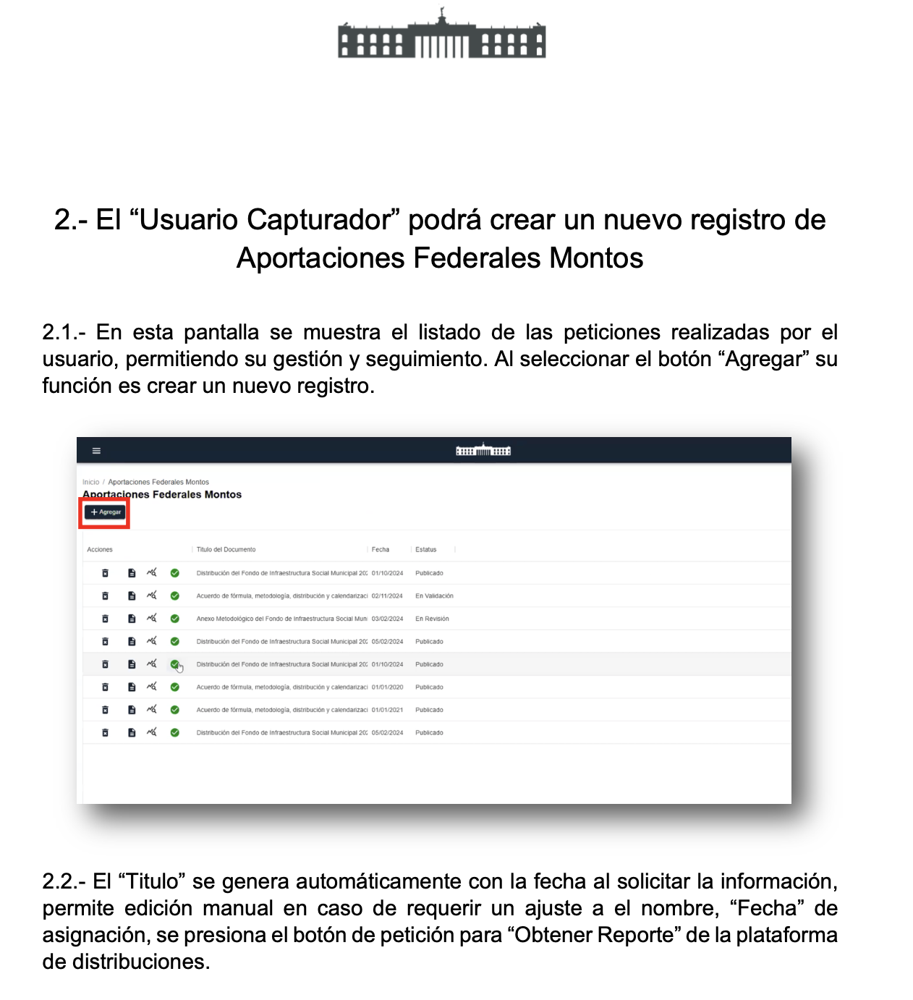 2.- El “Usuario Capturador” podrá crear un nuevo registro de
Aportaciones Federales Montos
2.1.- En esta pantalla se muestra el listado de las peticiones realizadas por el
usuario, permitiendo su gestión y seguimiento. Al seleccionar el botón “Agregar” su
función es crear un nuevo registro.
Inicio / Aportaciones Federales Montos
Aportaciones Federales Montos
+ Agregar
Acciones Titulo del Documento Fecha Estatus
Distribución del Fondo de Infraestructura Social Municipal 202 01/10/2024 Publicado
Acuerdo de fórmula, metodología, distribución y calendarizaci 02/11/2024 En Validación
Anexo Metodológico del Fondo de Infraestructura Social Muni 03/02/2024 En Revisión
Distribución del Fondo de Infraestructura Social Municipal 202 05/02/2024 Publicado
Distribución del Fondo de Infraestructura Social Municipal 202 01/10/2024 Publicado
Acuerdo de fórmula, metodología, distribución y calendarizaci 01/01/2020 Publicado
Acuerdo de fórmula, metodología, distribución y calendarizaci 01/01/2021 Publicado
Distribución del Fondo de Infraestructura Social Municipal 202 05/02/2024 Publicado
2.2.- El “Titulo” se genera automáticamente con la fecha al solicitar la información,
permite edición manual en caso de requerir un ajuste a el nombre, “Fecha” de
asignación, se presiona el botón de petición para “Obtener Reporte” de la plataforma
de distribuciones.